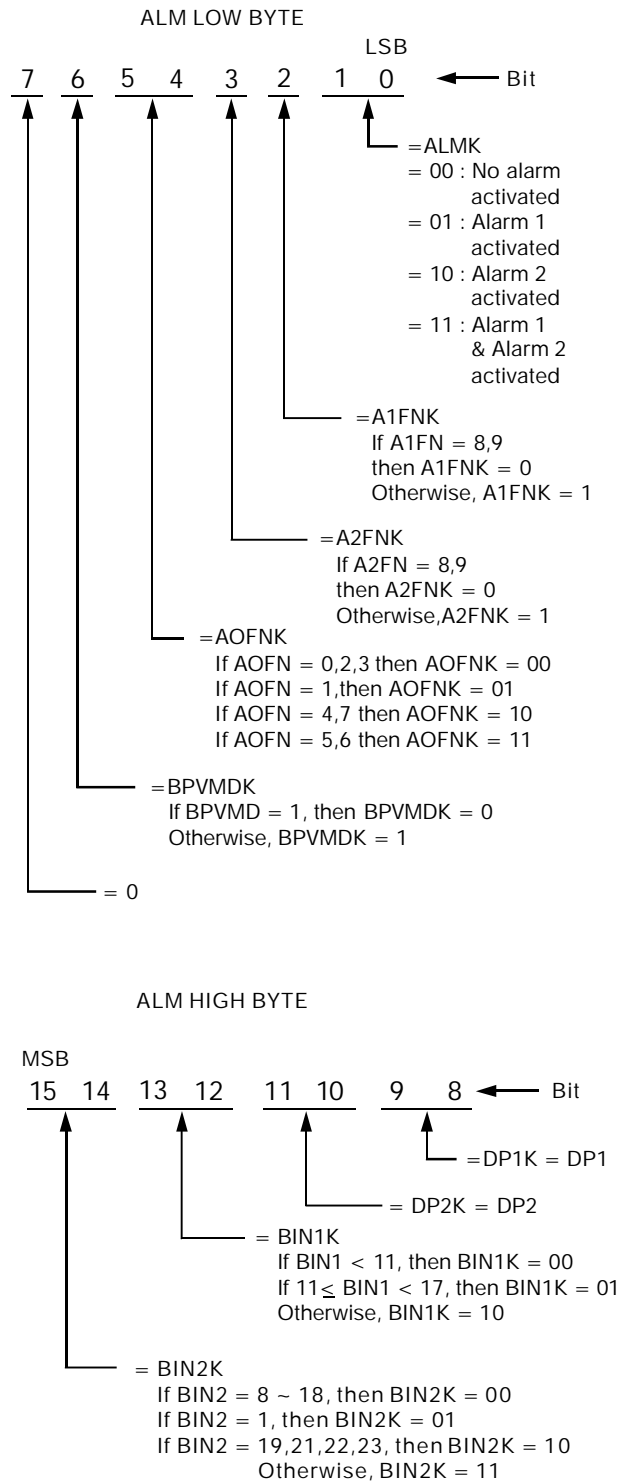 ALM LOW BYTE
LSB
7 6 5 4 3 2 1 0 Bit
=ALMK
= 00 : No alarm
activated
= 01 : Alarm 1
activated
= 10 : Alarm 2
activated
= 11 : Alarm 1
& Alarm 2
activated
=A1FNK
If A1FN = 8,9
then A1FNK = 0
Otherwise, A1FNK = 1
=A2FNK
If A2FN = 8,9
then A2FNK = 0
Otherwise,A2FNK = 1
=AOFNK
If AOFN = 0,2,3 then AOFNK = 00
If AOFN = 1,then AOFNK = 01
If AOFN = 4,7 then AOFNK = 10
If AOFN = 5,6 then AOFNK = 11
=BPVMDK
If BPVMD = 1, then BPVMDK = 0
Otherwise, BPVMDK = 1
= 0
ALM HIGH BYTE
MSB
15 14 13 12 11 10 9 8 Bit
=DP1K = DP1
= DP2K = DP2
= BIN1K
If BIN1 < 11, then BIN1K = 00
If 11≤ BIN1 < 17, then BIN1K = 01
Otherwise, BIN1K = 10
= BIN2K
If BIN2 = 8 ~ 18, then BIN2K = 00
If BIN2 = 1, then BIN2K = 01
If BIN2 = 19,21,22,23, then BIN2K = 10
Otherwise, BIN2K = 11